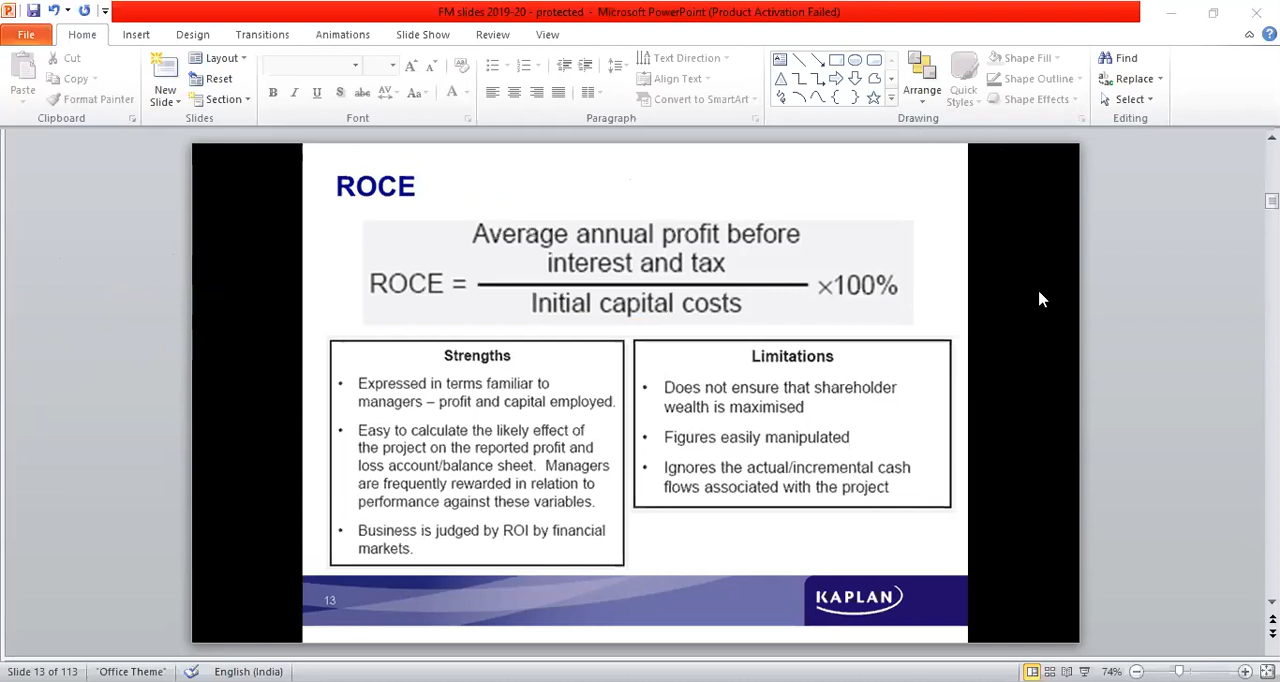 FM slides 2019-20 - protected - Microsoft PowerPoint (Product Activation Failed)
File Home Insert Design Transitions Animations Slide Show Review View
Paste
Cut
Copy
Format Painter
Clipboard
New
Slide
Layout
Reset
Section
Slides
B I U S abc AV Aa A
Font
Paragraph
Text Direction
Align Text
Convert to SmartArt
Arrange
Quick
Styles
Shape Fill
Shape Outline
Shape Effects
Drawing
Find
Replace
Select
Editing
ROCE
Average annual profit before
interest and tax
ROCE =
Initial capital costs
×100%
Strengths
• Expressed in terms familiar to
managers – profit and capital employed.
• Easy to calculate the likely effect of
the project on the reported profit and
loss account/balance sheet. Managers
are frequently rewarded in relation to
performance against these variables.
• Business is judged by ROI by financial
markets.
Limitations
• Does not ensure that shareholder
wealth is maximised
• Figures easily manipulated
• Ignores the actual/incremental cash
flows associated with the project
13
KAPLAN
Slide 13 of 113 "Office Theme" English (India) 74%